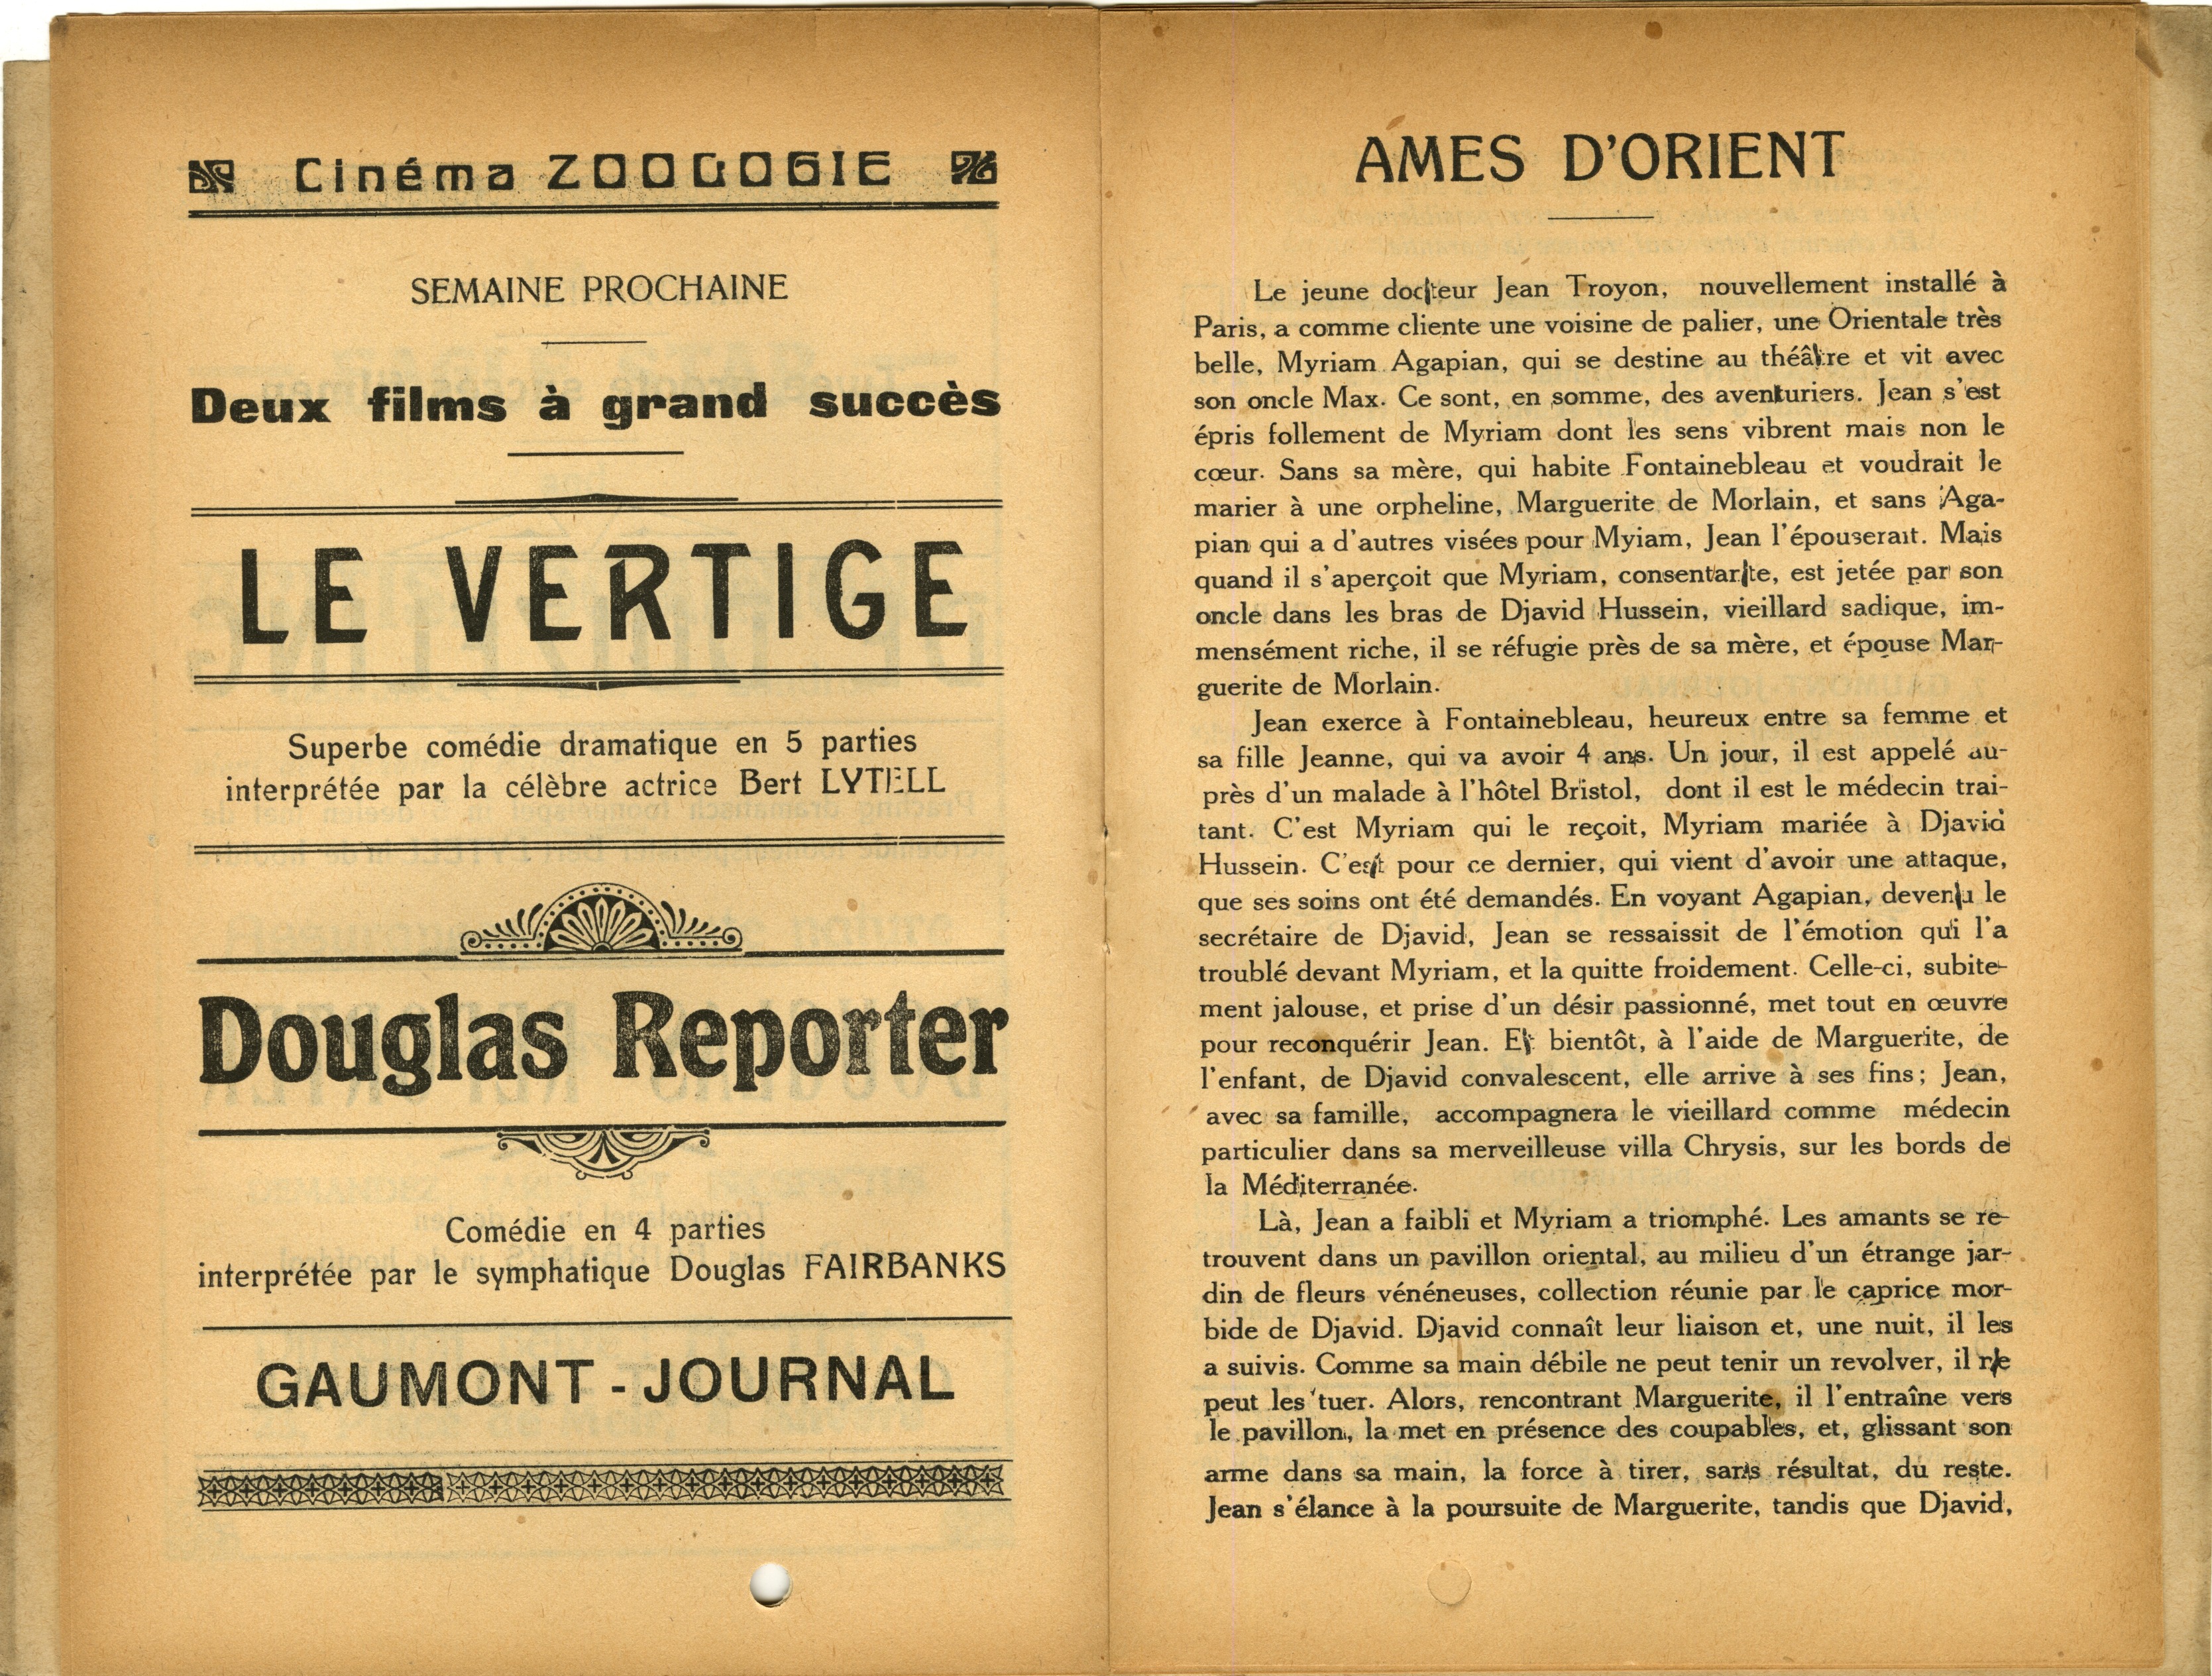 Cinéma ZOOLOGIE
SEMAINE PROCHAINE
Deux films à grand succès
LE VERTIGE
Superbe comédie dramatique en 5 parties
interprétée par la célèbre actrice Bert LYTELL
Douglas Reporter
Comédie en 4 parties
interprétée par le symphatique Douglas FAIRBANKS
GAUMONT - JOURNAL
AMES D'ORIENT
Le jeune docteur Jean Troyon, nouvellement installé à
Paris, a comme cliente une voisine de palier, une Orientale très
belle, Myriam Agapian, qui se destine au théâtre et vit avec
son oncle Max. Ce sont, en somme, des aventuriers. Jean s'est
épris follement de Myriam dont les sens vibrent mais non le
cœur. Sans sa mère, qui habite Fontainebleau et voudrait le
marier à une orpheline, Marguerite de Morlain, et sans Aga-
pian qui a d'autres visées pour Myiam, Jean l'épouserait. Mais
quand il s'aperçoit que Myriam, consentante, est jetée par son
oncle dans les bras de Djavid Hussein, vieillard sadique, im-
mensément riche, il se réfugie près de sa mère, et épouse Mar-
guerite de Morlain.
Jean exerce à Fontainebleau, heureux entre sa femme et
sa fille Jeanne, qui va avoir 4 ans. Un jour, il est appelé au-
près d'un malade à l'hôtel Bristol, dont il est le médecin trai-
tant. C'est Myriam qui le reçoit, Myriam mariée à Djavid
Hussein. C'est pour ce dernier, qui vient d'avoir une attaque,
que ses soins ont été demandés. En voyant Agapian, devenu le
secrétaire de Djavid, Jean se ressaissit de l'émotion qui l'a
troublé devant Myriam, et la quitte froidement. Celle-ci, subite-
ment jalouse, et prise d'un désir passionné, met tout en œuvre
pour reconquérir Jean. Et bientôt, à l'aide de Marguerite, de
l'enfant, de Djavid convalescent, elle arrive à ses fins; Jean,
avec sa famille, accompagnera le vieillard comme médecin
particulier dans sa merveilleuse villa Chrysis, sur les bords de
la Méditerranée.
Là, Jean a faibli et Myriam a triomphé. Les amants se re-
trouvent dans un pavillon oriental, au milieu d'un étrange jar-
din de fleurs vénéneuses, collection réunie par le caprice mor-
bide de Djavid. Djavid connaît leur liaison et, une nuit, il les
a suivis. Comme sa main débile ne peut tenir un revolver, il ne
peut les tuer. Alors, rencontrant Marguerite, il l'entraîne vers
le pavillon, la met en présence des coupables, et, glissant son
arme dans sa main, la force à tirer, sans résultat, du reste.
Jean s'élance à la poursuite de Marguerite, tandis que Djavid,